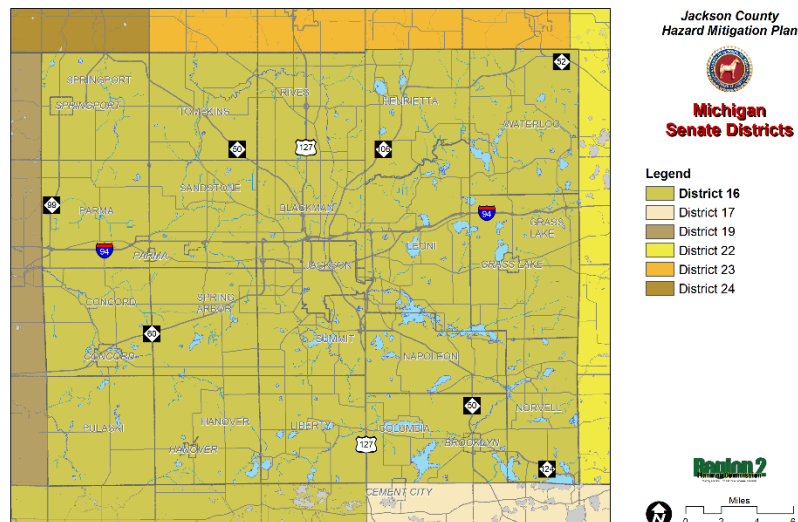 Jackson County
Hazard Mitigation Plan
Michigan
Senate Districts
Legend
District 16
District 17
District 19
District 22
District 23
District 24
Region 2
Miles
0 2 4 6
N
52
SPRINGPORT
RIVES
HENRIETTA
SPRINGPORT
TOMPKINS
WATERLOO
50
127
106
SANDSTONE
99
PARMA
BLACKMAN
94
GRASS
LAKE
94
PARMA
LEONI
JACKSON
GRASS LAKE
CONCORD
SPRING
ARBOR
60
SUMMIT
CONCORD
NAPOLEON
50
NORVELL
PULASKI
HANOVER
LIBERTY
COLUMBIA
HANOVER
127
BROOKLYN
124
CEMENT CITY